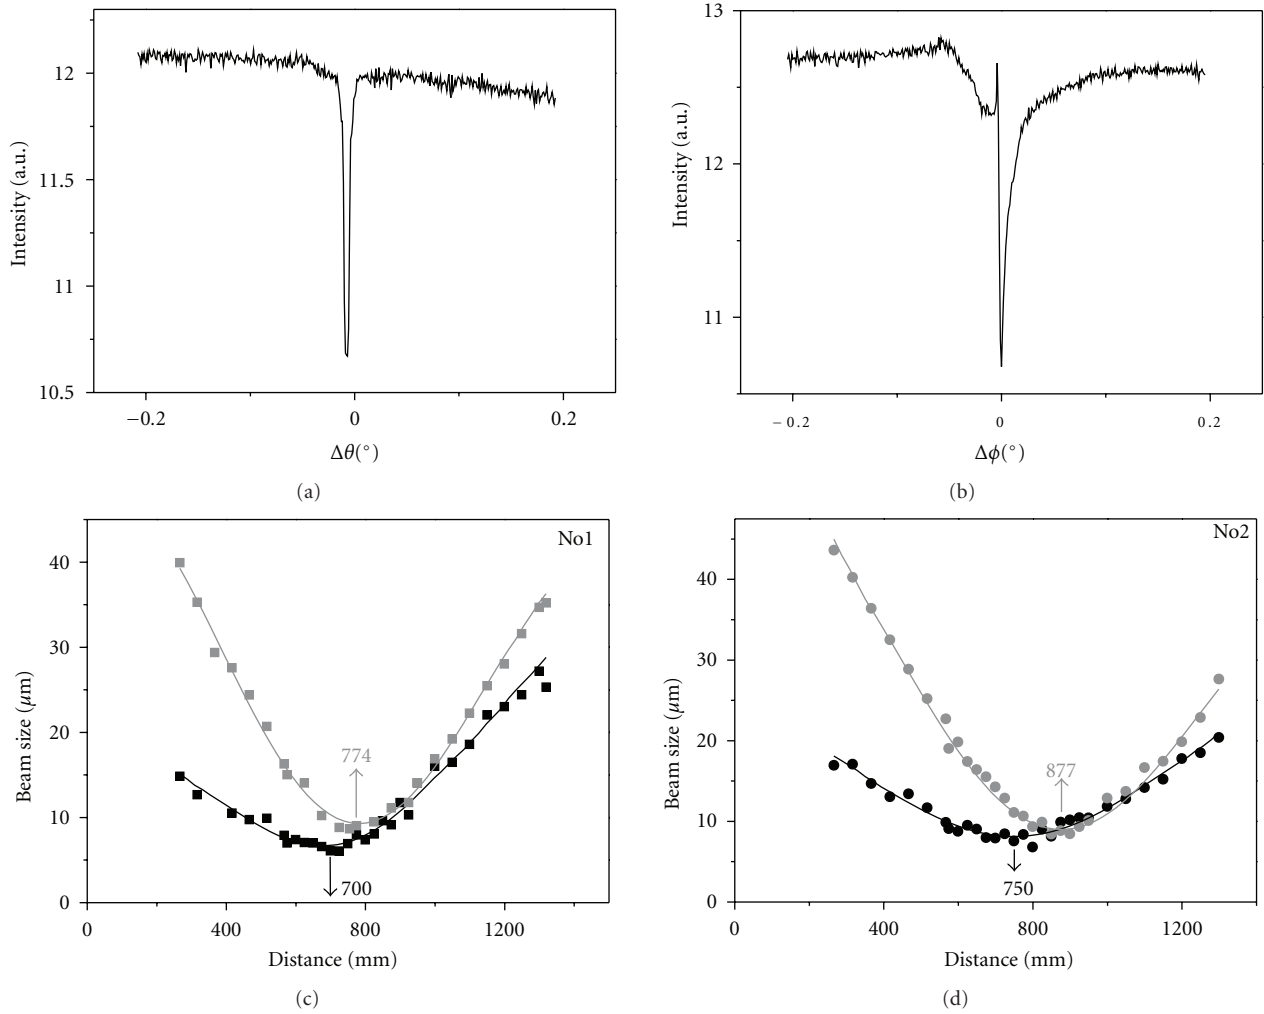 12
11.5
11
10.5
Intensity (a.u.)
−0.2
0
0.2
Δθ(°)
(a)
13
12
11
Intensity (a.u.)
−0.2
0
0.2
Δϕ(°)
(b)
No1
40
30
20
10
0
Beam size (μm)
774
700
0
400
800
1200
Distance (mm)
(c)
No2
40
30
20
10
0
Beam size (μm)
877
750
0
400
800
1200
Distance (mm)
(d)